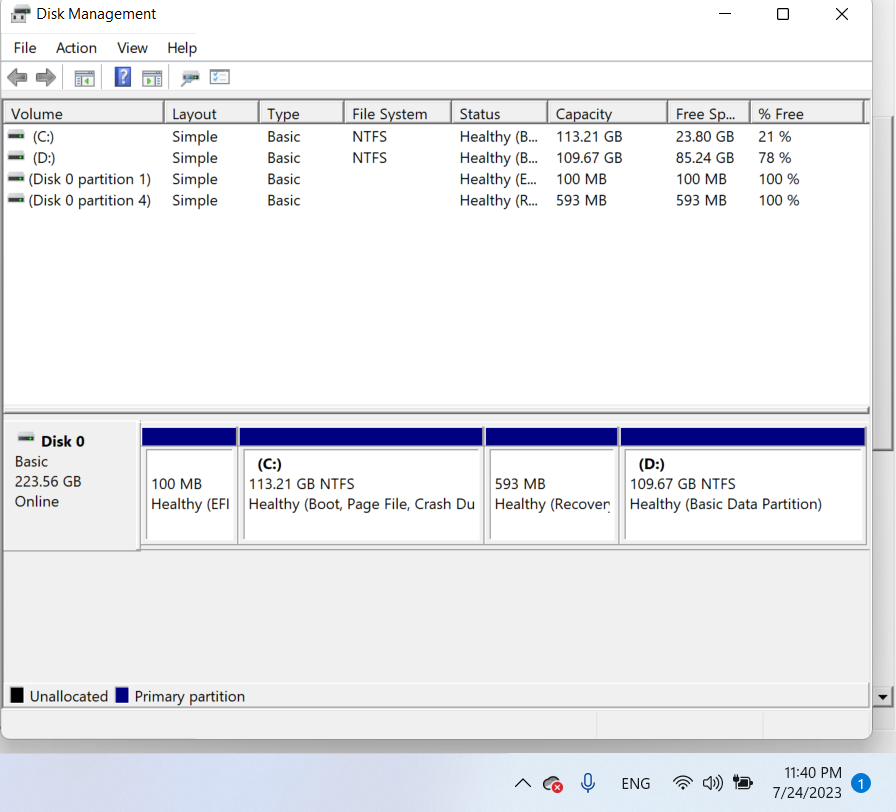 Disk Management
File Action View Help
Volume Layout Type File System Status Capacity Free Sp... % Free
(C:) Simple Basic NTFS Healthy (B... 113.21 GB 23.80 GB 21 %
(D:) Simple Basic NTFS Healthy (B... 109.67 GB 85.24 GB 78 %
(Disk 0 partition 1) Simple Basic Healthy (E... 100 MB 100 MB 100 %
(Disk 0 partition 4) Simple Basic Healthy (R... 593 MB 593 MB 100 %
Disk 0
Basic
223.56 GB
Online
100 MB
Healthy (EFI
(C:)
113.21 GB NTFS
Healthy (Boot, Page File, Crash Du
593 MB
Healthy (Recover
(D:)
109.67 GB NTFS
Healthy (Basic Data Partition)
Unallocated Primary partition
ENG
11:40 PM
7/24/2023
1